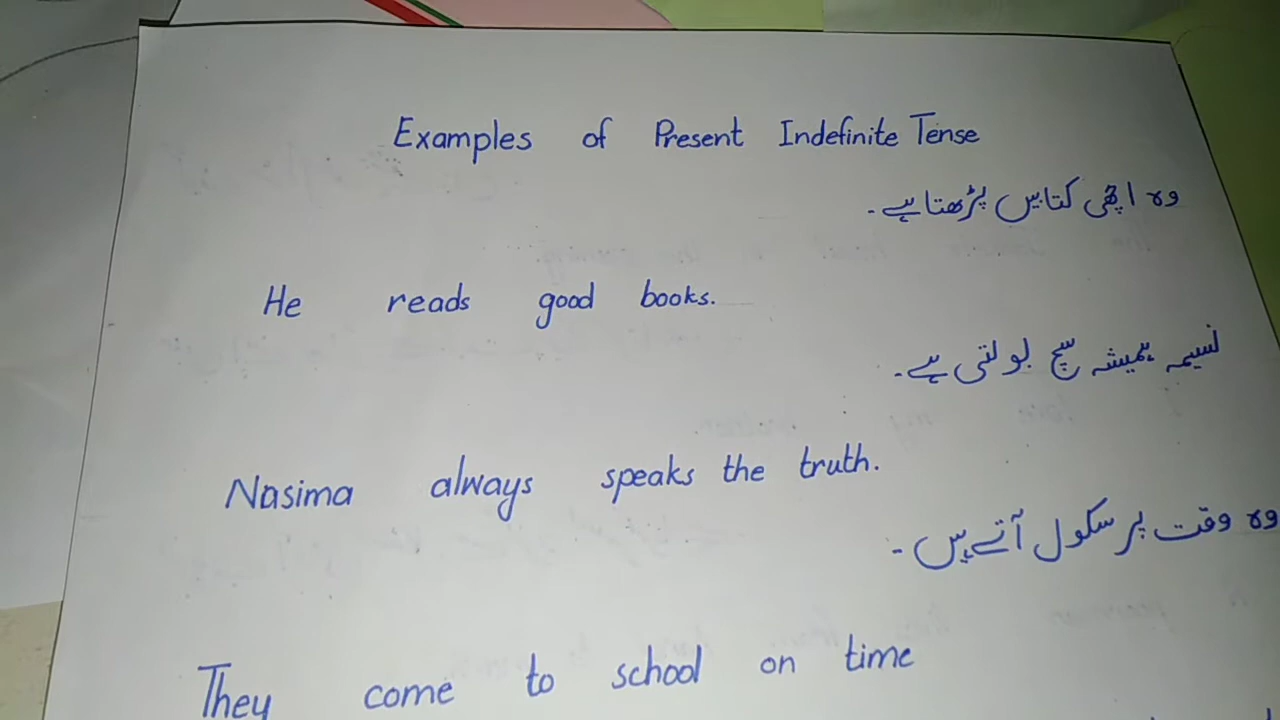 Examples of Present Indefinite Tense
وہ اچھی کتابیں پڑھتا ہے۔
He reads good books.
نسیمہ ہمیشہ سچ بولتی ہے۔
Nasima always speaks the truth.
وہ وقت پر سکول آتے ہیں۔
They come to school on time